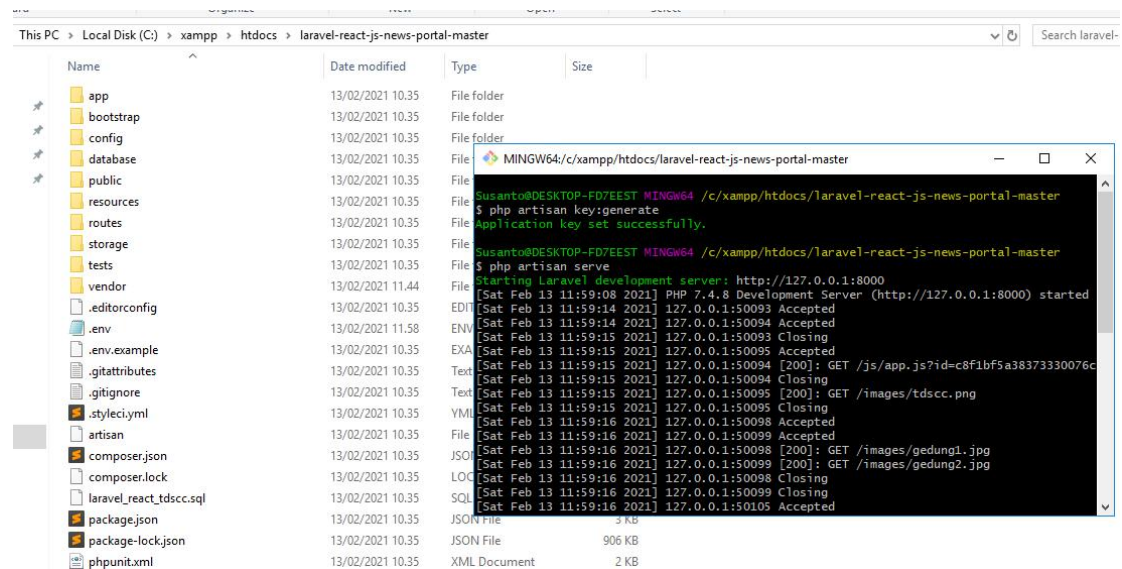 This PC > Local Disk (C:) > xampp > htdocs > laravel-react-js-news-portal-master
Search laravel-
Name Date modified Type Size
app 13/02/2021 10.35 File folder
bootstrap 13/02/2021 10.35 File folder
config 13/02/2021 10.35 File folder
database 13/02/2021 10.35 File
public 13/02/2021 10.35 File
resources 13/02/2021 10.35 File
routes 13/02/2021 10.35 File
storage 13/02/2021 10.35 File
tests 13/02/2021 10.35 File
vendor 13/02/2021 11.44 File
.editorconfig 13/02/2021 10.35 EDIT
.env 13/02/2021 11.58 ENV
.env.example 13/02/2021 10.35 EXA
.gitattributes 13/02/2021 10.35 Text
.gitignore 13/02/2021 10.35 Text
.styleci.yml 13/02/2021 10.35 YML
artisan 13/02/2021 10.35 File
composer.json 13/02/2021 10.35 JSON
composer.lock 13/02/2021 10.35 LOC
laravel_react_tdscc.sql 13/02/2021 10.35 SQL
package.json 13/02/2021 10.35 JSON File 3 KB
package-lock.json 13/02/2021 10.35 JSON File 906 KB
phpunit.xml 13/02/2021 10.35 XML Document 2 KB
MINGW64:/c/xampp/htdocs/laravel-react-js-news-portal-master
Susanto@DESKTOP-FD7EEST MINGW64 /c/xampp/htdocs/laravel-react-js-news-portal-master
$ php artisan key:generate
Application key set successfully.
Susanto@DESKTOP-FD7EEST MINGW64 /c/xampp/htdocs/laravel-react-js-news-portal-master
$ php artisan serve
Starting Laravel development server: http://127.0.0.1:8000
[Sat Feb 13 11:59:08 2021] PHP 7.4.8 Development Server (http://127.0.0.1:8000) started
[Sat Feb 13 11:59:14 2021] 127.0.0.1:50093 Accepted
[Sat Feb 13 11:59:14 2021] 127.0.0.1:50094 Accepted
[Sat Feb 13 11:59:15 2021] 127.0.0.1:50093 Closing
[Sat Feb 13 11:59:15 2021] 127.0.0.1:50095 Accepted
[Sat Feb 13 11:59:15 2021] 127.0.0.1:50094 [200]: GET /js/app.js?id=c8f1bf5a38373330076c
[Sat Feb 13 11:59:15 2021] 127.0.0.1:50094 Closing
[Sat Feb 13 11:59:15 2021] 127.0.0.1:50095 [200]: GET /images/tdscc.png
[Sat Feb 13 11:59:15 2021] 127.0.0.1:50095 Closing
[Sat Feb 13 11:59:16 2021] 127.0.0.1:50098 Accepted
[Sat Feb 13 11:59:16 2021] 127.0.0.1:50099 Accepted
[Sat Feb 13 11:59:16 2021] 127.0.0.1:50098 [200]: GET /images/gedung1.jpg
[Sat Feb 13 11:59:16 2021] 127.0.0.1:50099 [200]: GET /images/gedung2.jpg
[Sat Feb 13 11:59:16 2021] 127.0.0.1:50098 Closing
[Sat Feb 13 11:59:16 2021] 127.0.0.1:50099 Closing
[Sat Feb 13 11:59:16 2021] 127.0.0.1:50105 Accepted